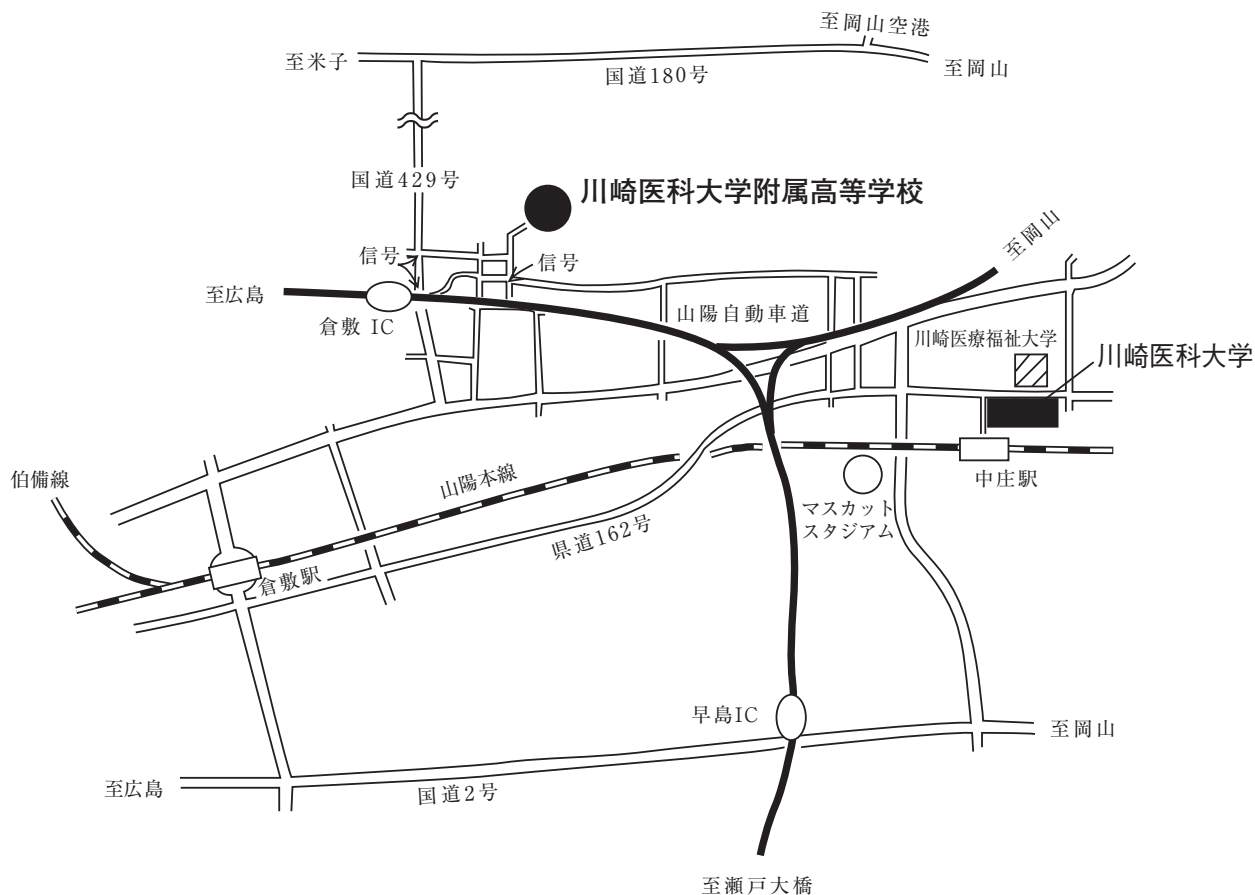 至岡山空港
至米子
国道180号
至岡山
国道429号
川崎医科大学附属高等学校
信号
信号
至岡山
至広島
倉敷 IC
山陽自動車道
川崎医療福祉大学
川崎医科大学
伯備線
山陽本線
中庄駅
マスカット
スタジアム
県道162号
倉敷駅
早島IC
至岡山
至広島
国道2号
至瀬戸大橋